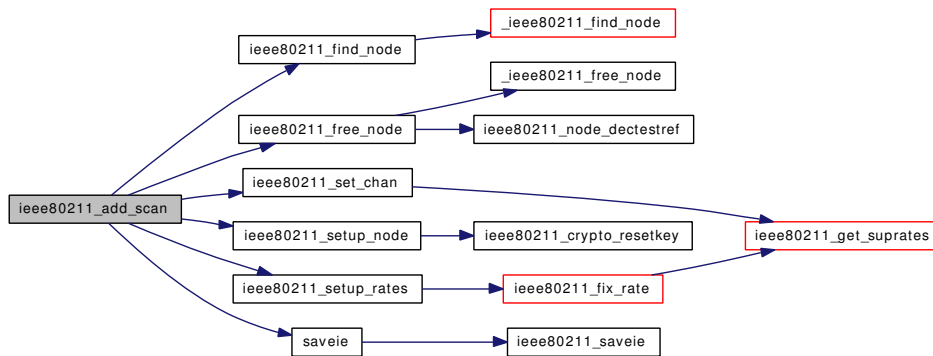 _ieee80211_find_node
ieee80211_find_node
_ieee80211_free_node
ieee80211_free_node
ieee80211_node_dectestref
ieee80211_set_chan
ieee80211_add_scan
ieee80211_setup_node
ieee80211_crypto_resetkey
ieee80211_get_suprates
ieee80211_setup_rates
ieee80211_fix_rate
saveie
ieee80211_saveie